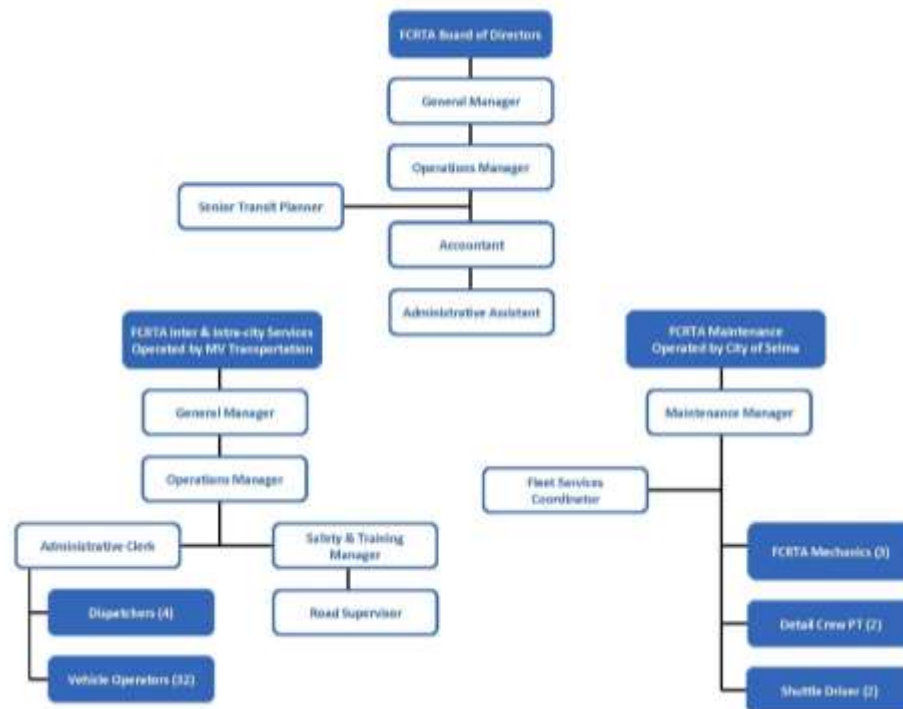 FCRTA Board of Directors
General Manager
Operations Manager
Senior Transit Planner
Accountant
Administrative Assistant
FCRTA Inter & Intra-city Services
Operated by MV Transportation
General Manager
Operations Manager
Administrative Clerk
Safety & Training
Manager
Dispatchers (4)
Road Supervisor
Vehicle Operators (32)
FCRTA Maintenance
Operated by City of Selma
Maintenance Manager
Fleet Services
Coordinator
FCRTA Mechanics (3)
Detail Crew PT (2)
Shuttle Driver (2)